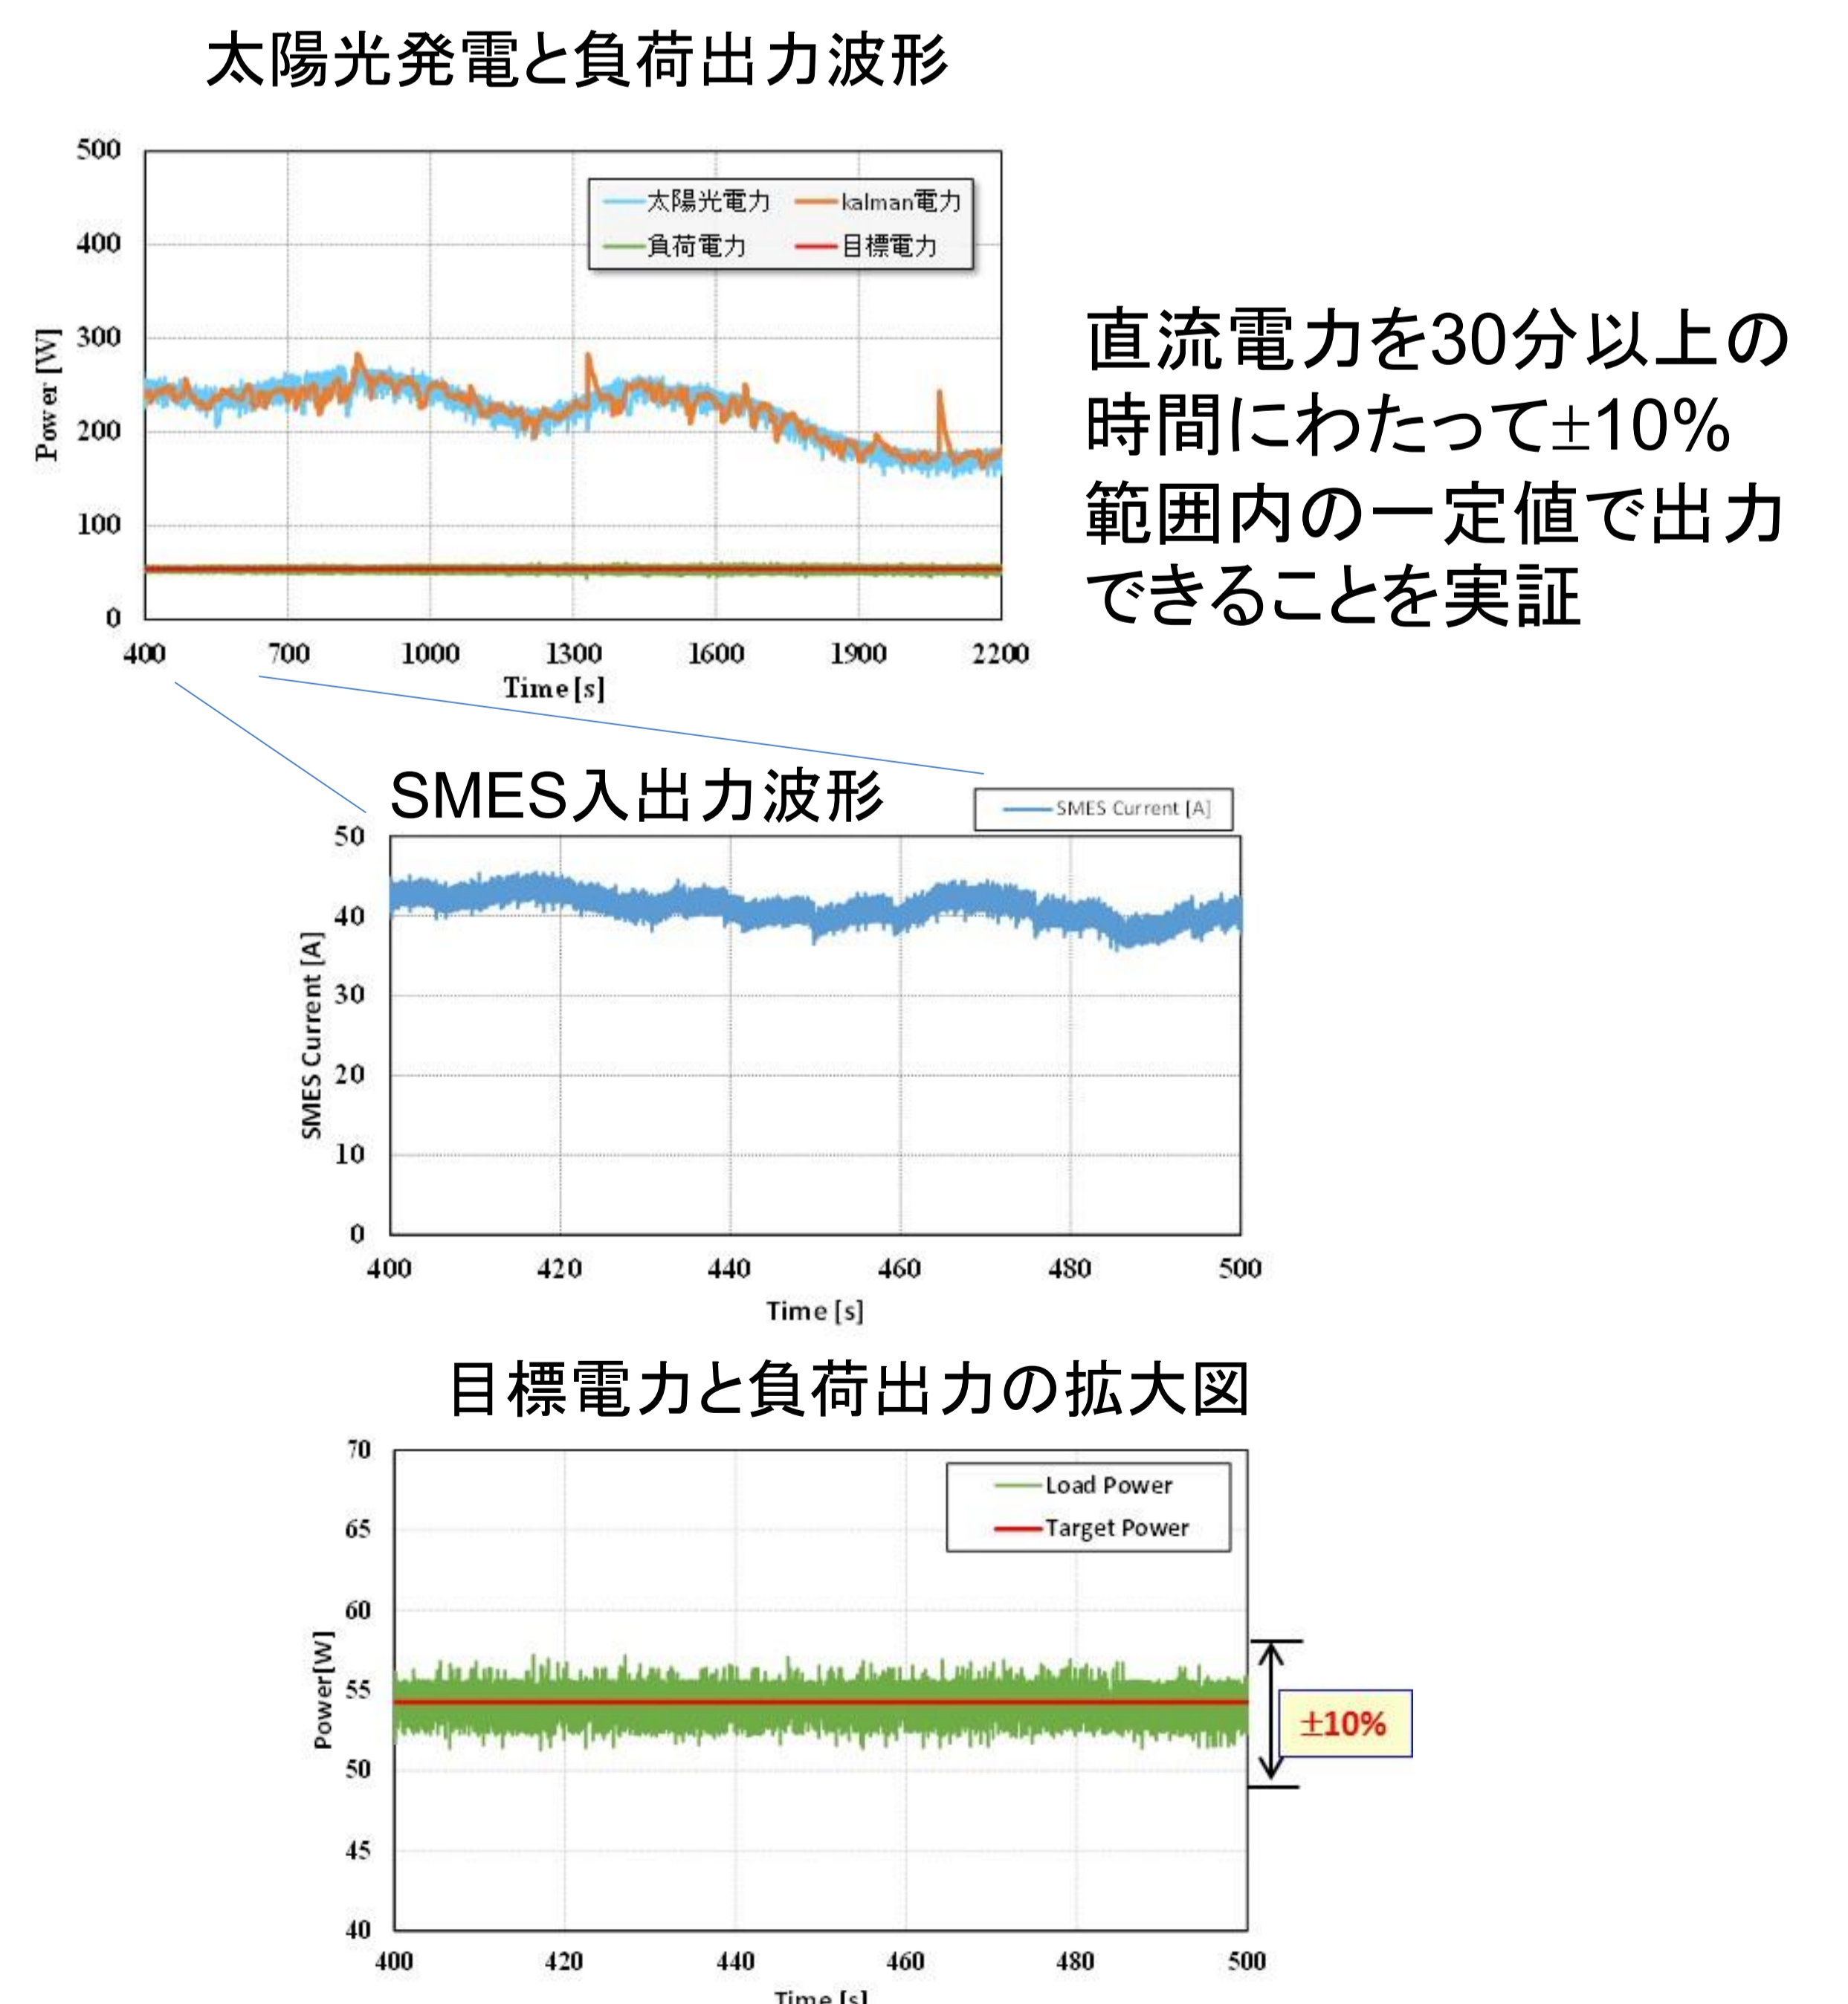 太陽光発電と負荷出力波形
500
400
300
200
100
0
Power [W]
太陽光電力 kalman電力
負荷電力 目標電力
400 700 1000 1300 1600 1900 2200
Time [s]
直流電力を30分以上の
時間にわたって±10%
範囲内の一定値で出力
できることを実証
SMES入出力波形
SMES Current [A]
50
40
30
20
10
0
SMES Current [A]
400 420 440 460 480 500
Time [s]
目標電力と負荷出力の拡大図
70
65
60
55
50
45
40
Power[W]
Load Power
Target Power
±10%
400 420 440 460 480 500
Time [s]